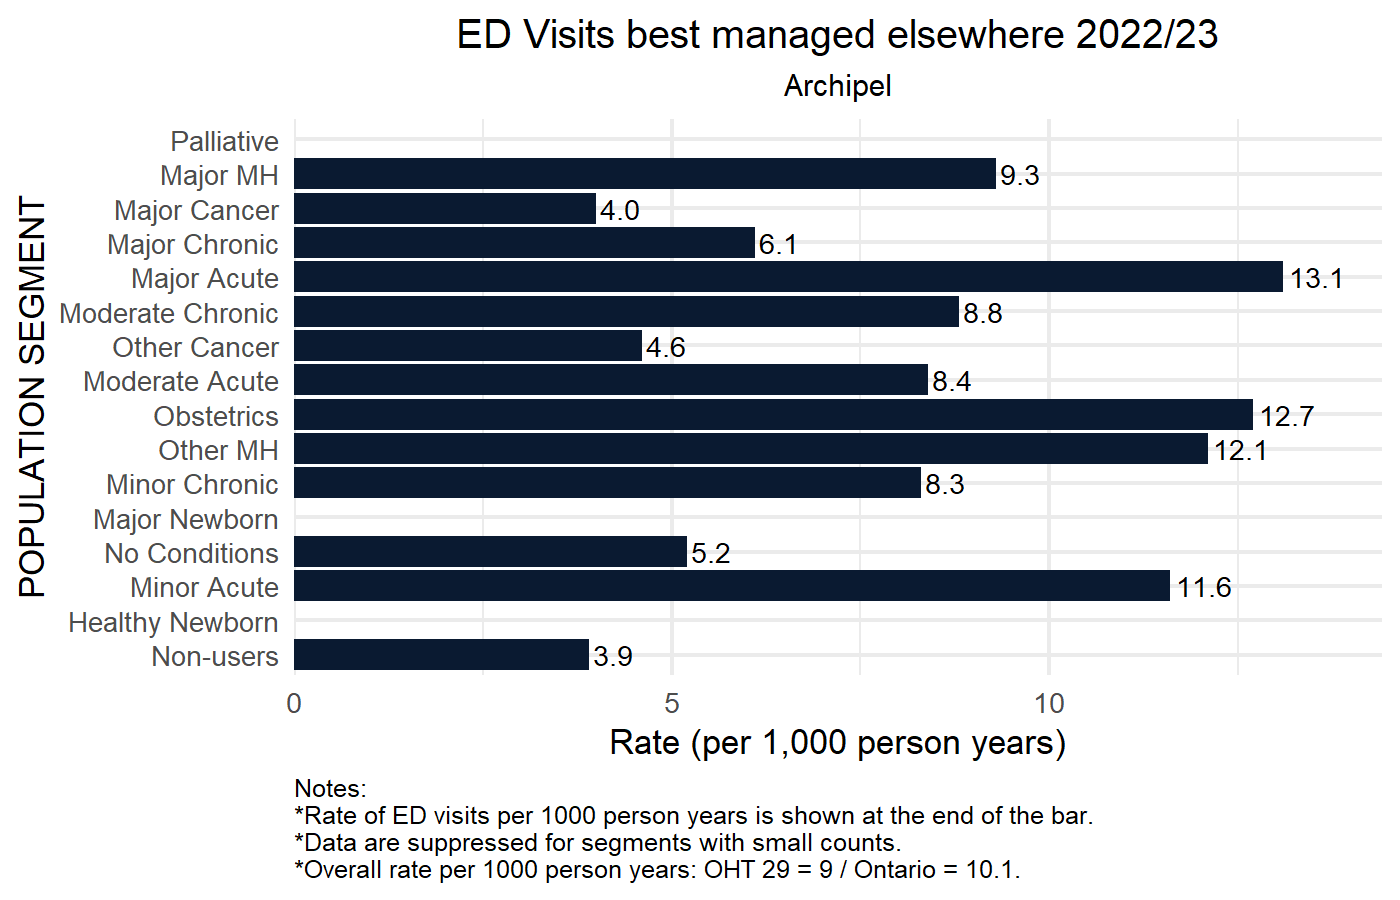 ED Visits best managed elsewhere 2022/23
Archipel
POPULATION SEGMENT
Palliative
Major MH 9.3
Major Cancer 4.0
Major Chronic 6.1
Major Acute 13.1
Moderate Chronic 8.8
Other Cancer 4.6
Moderate Acute 8.4
Obstetrics 12.7
Other MH 12.1
Minor Chronic 8.3
Major Newborn
No Conditions 5.2
Minor Acute 11.6
Healthy Newborn
Non-users 3.9
0 5 10
Rate (per 1,000 person years)
Notes:
*Rate of ED visits per 1000 person years is shown at the end of the bar.
*Data are suppressed for segments with small counts.
*Overall rate per 1000 person years: OHT 29 = 9 / Ontario = 10.1.